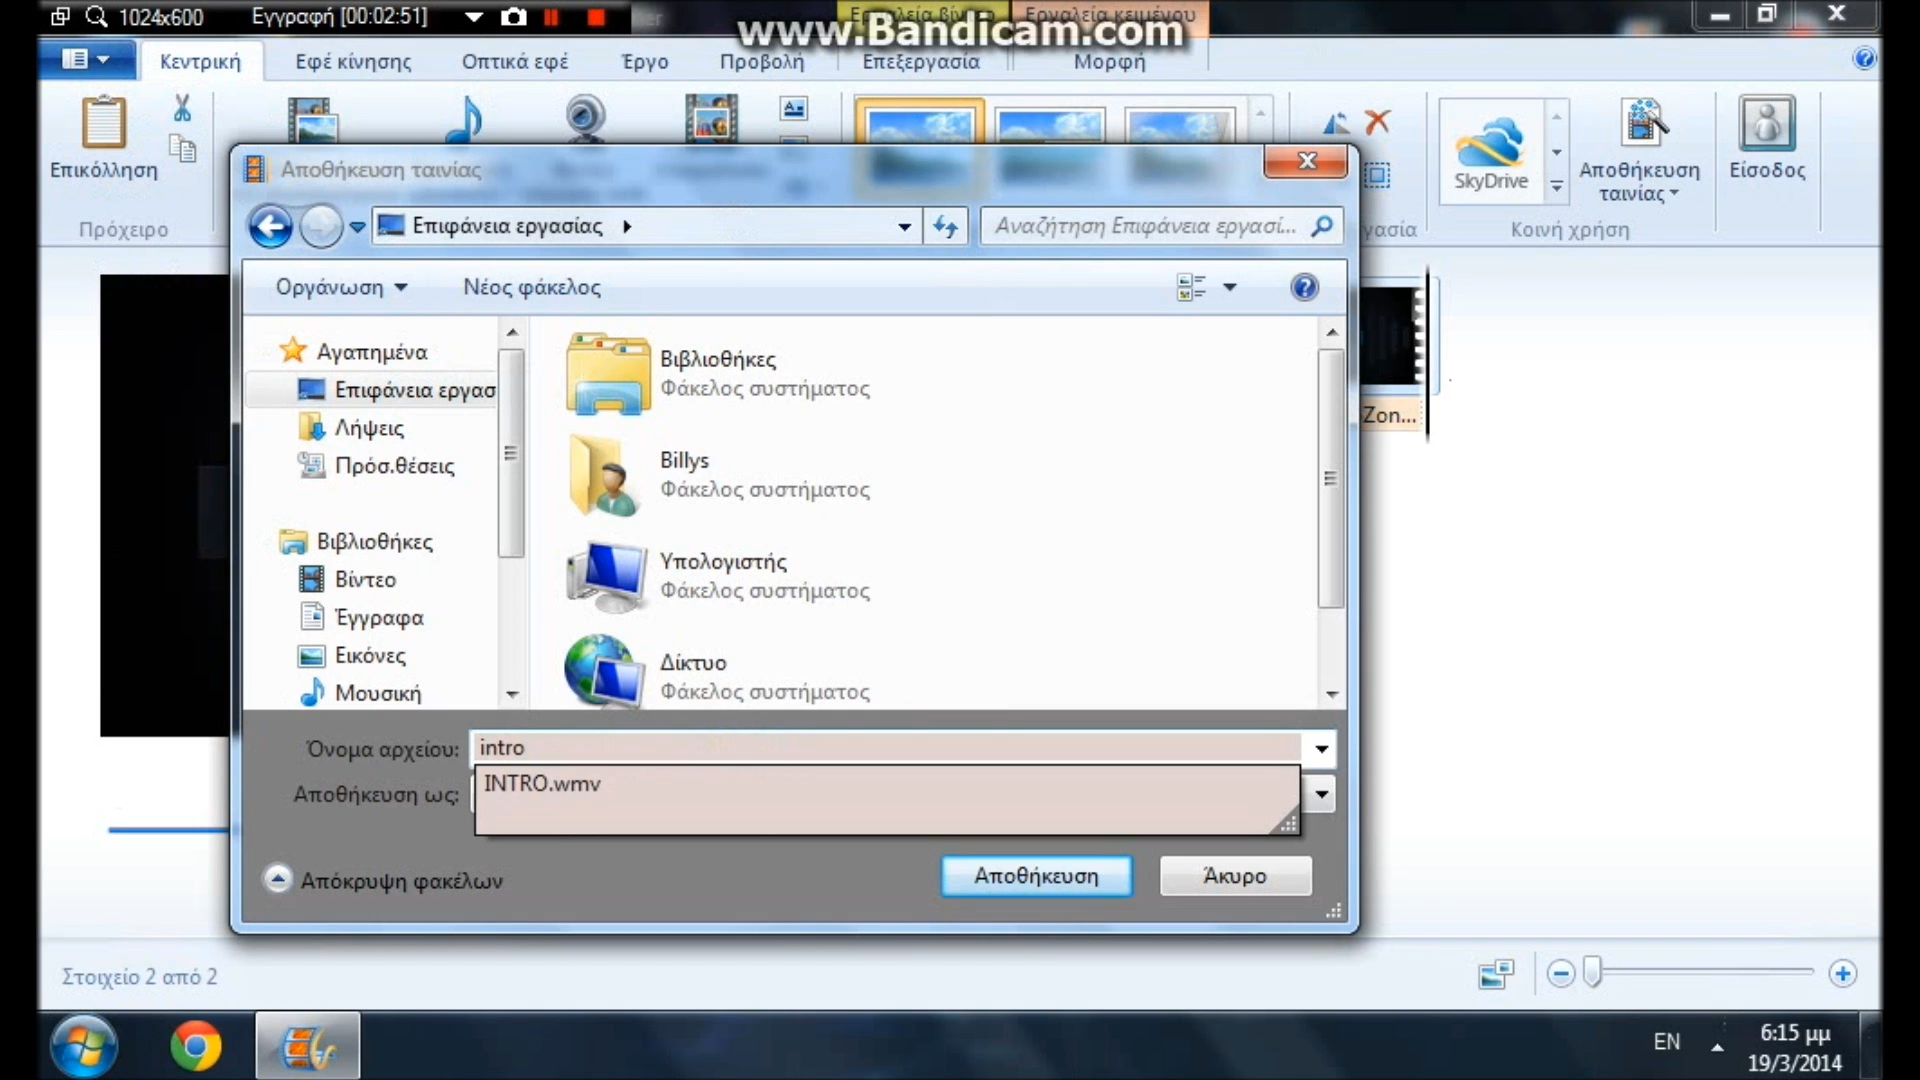 1024x600 Εγγραφή [00:02:51]
www.Bandicam.com
Εργαλεία βίντεο Εργαλεία κειμένου
Κεντρική Εφέ κίνησης Οπτικά εφέ Έργο Προβολή Επεξεργασία Μορφή
Επικόλληση
Πρόχειρο
SkyDrive
Αποθήκευση ταινίας
Είσοδος
Κοινή χρήση
Αποθήκευση ταινίας
Επιφάνεια εργασίας
Αναζήτηση Επιφάνεια εργασί...
Οργάνωση Νέος φάκελος
Αγαπημένα
Επιφάνεια εργασ
Λήψεις
Πρόσ.θέσεις
Βιβλιοθήκες
Βίντεο
Έγγραφα
Εικόνες
Μουσική
Βιβλιοθήκες
Φάκελος συστήματος
Billys
Φάκελος συστήματος
Υπολογιστής
Φάκελος συστήματος
Δίκτυο
Φάκελος συστήματος
Zon...
Όνομα αρχείου: intro
INTRO.wmv
Αποθήκευση ως:
Απόκρυψη φακέλων
Αποθήκευση Άκυρο
Στοιχείο 2 από 2
EN
6:15 μμ
19/3/2014